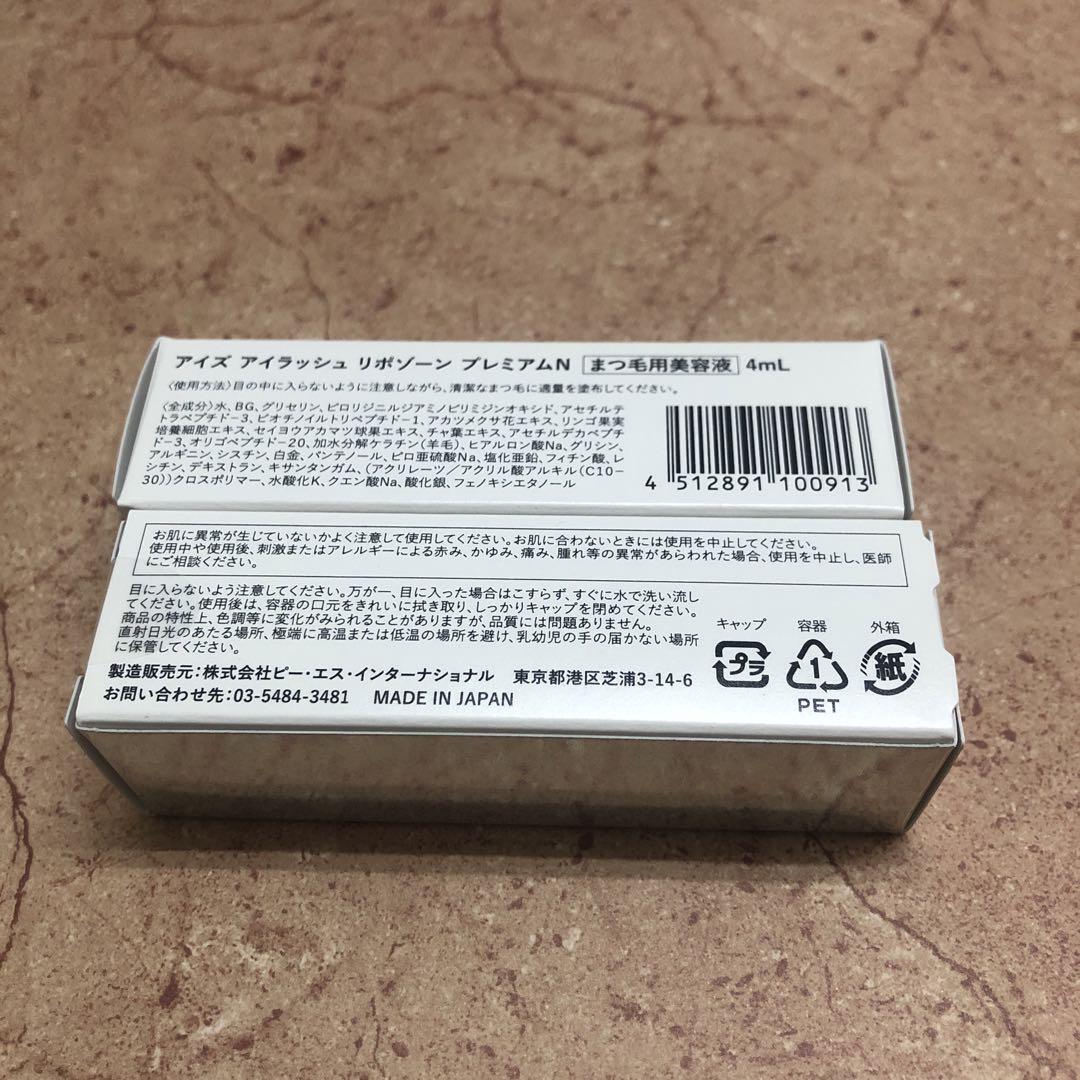 アイズ アイラッシュ リポゾーン プレミアムN まつ毛用美容液 4mL
〈使用方法〉目の中に入らないように注意しながら、清潔なまつ毛に適量を塗布してください。
〈全成分〉水、BG、グリセリン、ピロリジニルジアミノピリミジンオキシド、アセチルテ
トラペプチド-3、ビオチノイルトリペプチド-1、アカツメクサ花エキス、リンゴ果実
培養細胞エキス、セイヨウアカマツ球果エキス、チャ葉エキス、アセチルデカペプチ
ド-3、オリゴペプチド-20、加水分解ケラチン(羊毛)、ヒアルロン酸Na、グリシン、
アルギニン、シスチン、白金、パンテノール、ピロ亜硫酸Na、塩化亜鉛、フィチン酸、レ
シチン、デキストラン、キサンタンガム、(アクリレーツ/アクリル酸アルキル(C10-
30))クロスポリマー、水酸化K、クエン酸Na、酸化銀、フェノキシエタノール
4 512891 100913
お肌に異常が生じていないかよく注意して使用してください。お肌に合わないときには使用を中止してください。
使用中や使用後、刺激またはアレルギーによる赤み、かゆみ、痛み、腫れ等の異常があらわれた場合、使用を中止し、医師
にご相談ください。
目に入らないよう注意してください。万が一、目に入った場合はこすらず、すぐに水で洗い流し
てください。使用後は、容器の口元をきれいに拭き取り、しっかりキャップを閉めてください。
商品の特性上、色調等に変化がみられることがありますが、品質には問題ありません。
直射日光のあたる場所、極端に高温または低温の場所を避け、乳幼児の手の届かない場所
に保管してください。
製造販売元:株式会社ピー・エス・インターナショナル 東京都港区芝浦3-14-6
お問い合わせ先:03-5484-3481 MADE IN JAPAN
キャップ 容器 外箱
プラ 1 紙
PET